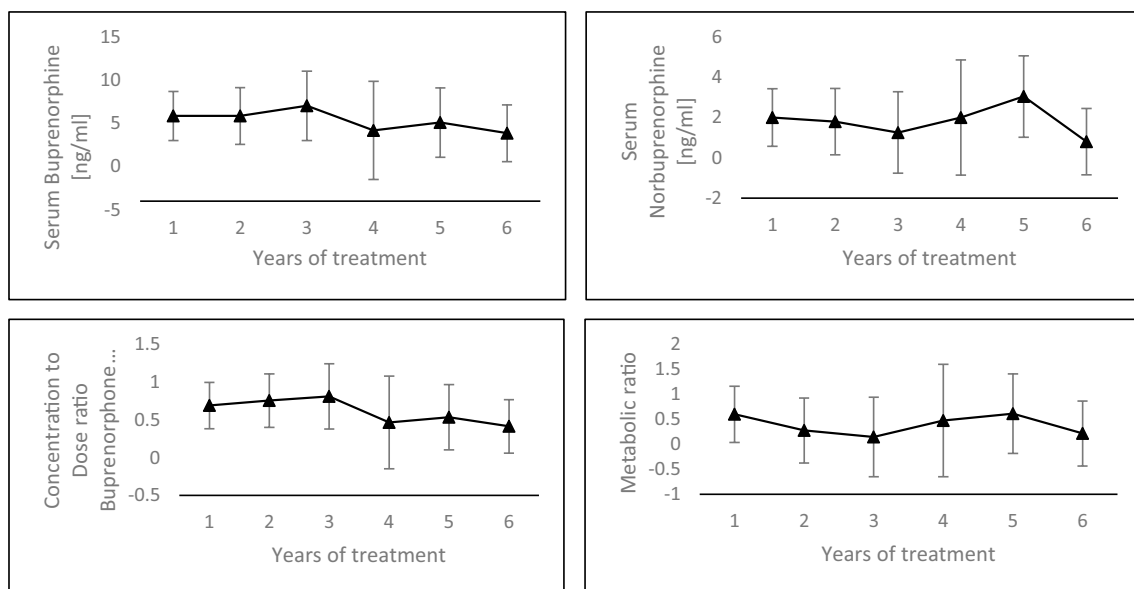 Serum Buprenorphine
[ng/ml]
15
10
5
0
-5
1 2 3 4 5 6
Years of treatment
Serum
Norbuprenorphine
[ng/ml]
6
4
2
0
-2
1 2 3 4 5 6
Years of treatment
Concentration to
Dose ratio
Buprenorphone...
1.5
1
0.5
0
-0.5
1 2 3 4 5 6
Years of treatment
Metabolic ratio
2
1.5
1
0.5
0
-0.5
-1
1 2 3 4 5 6
Years of treatment